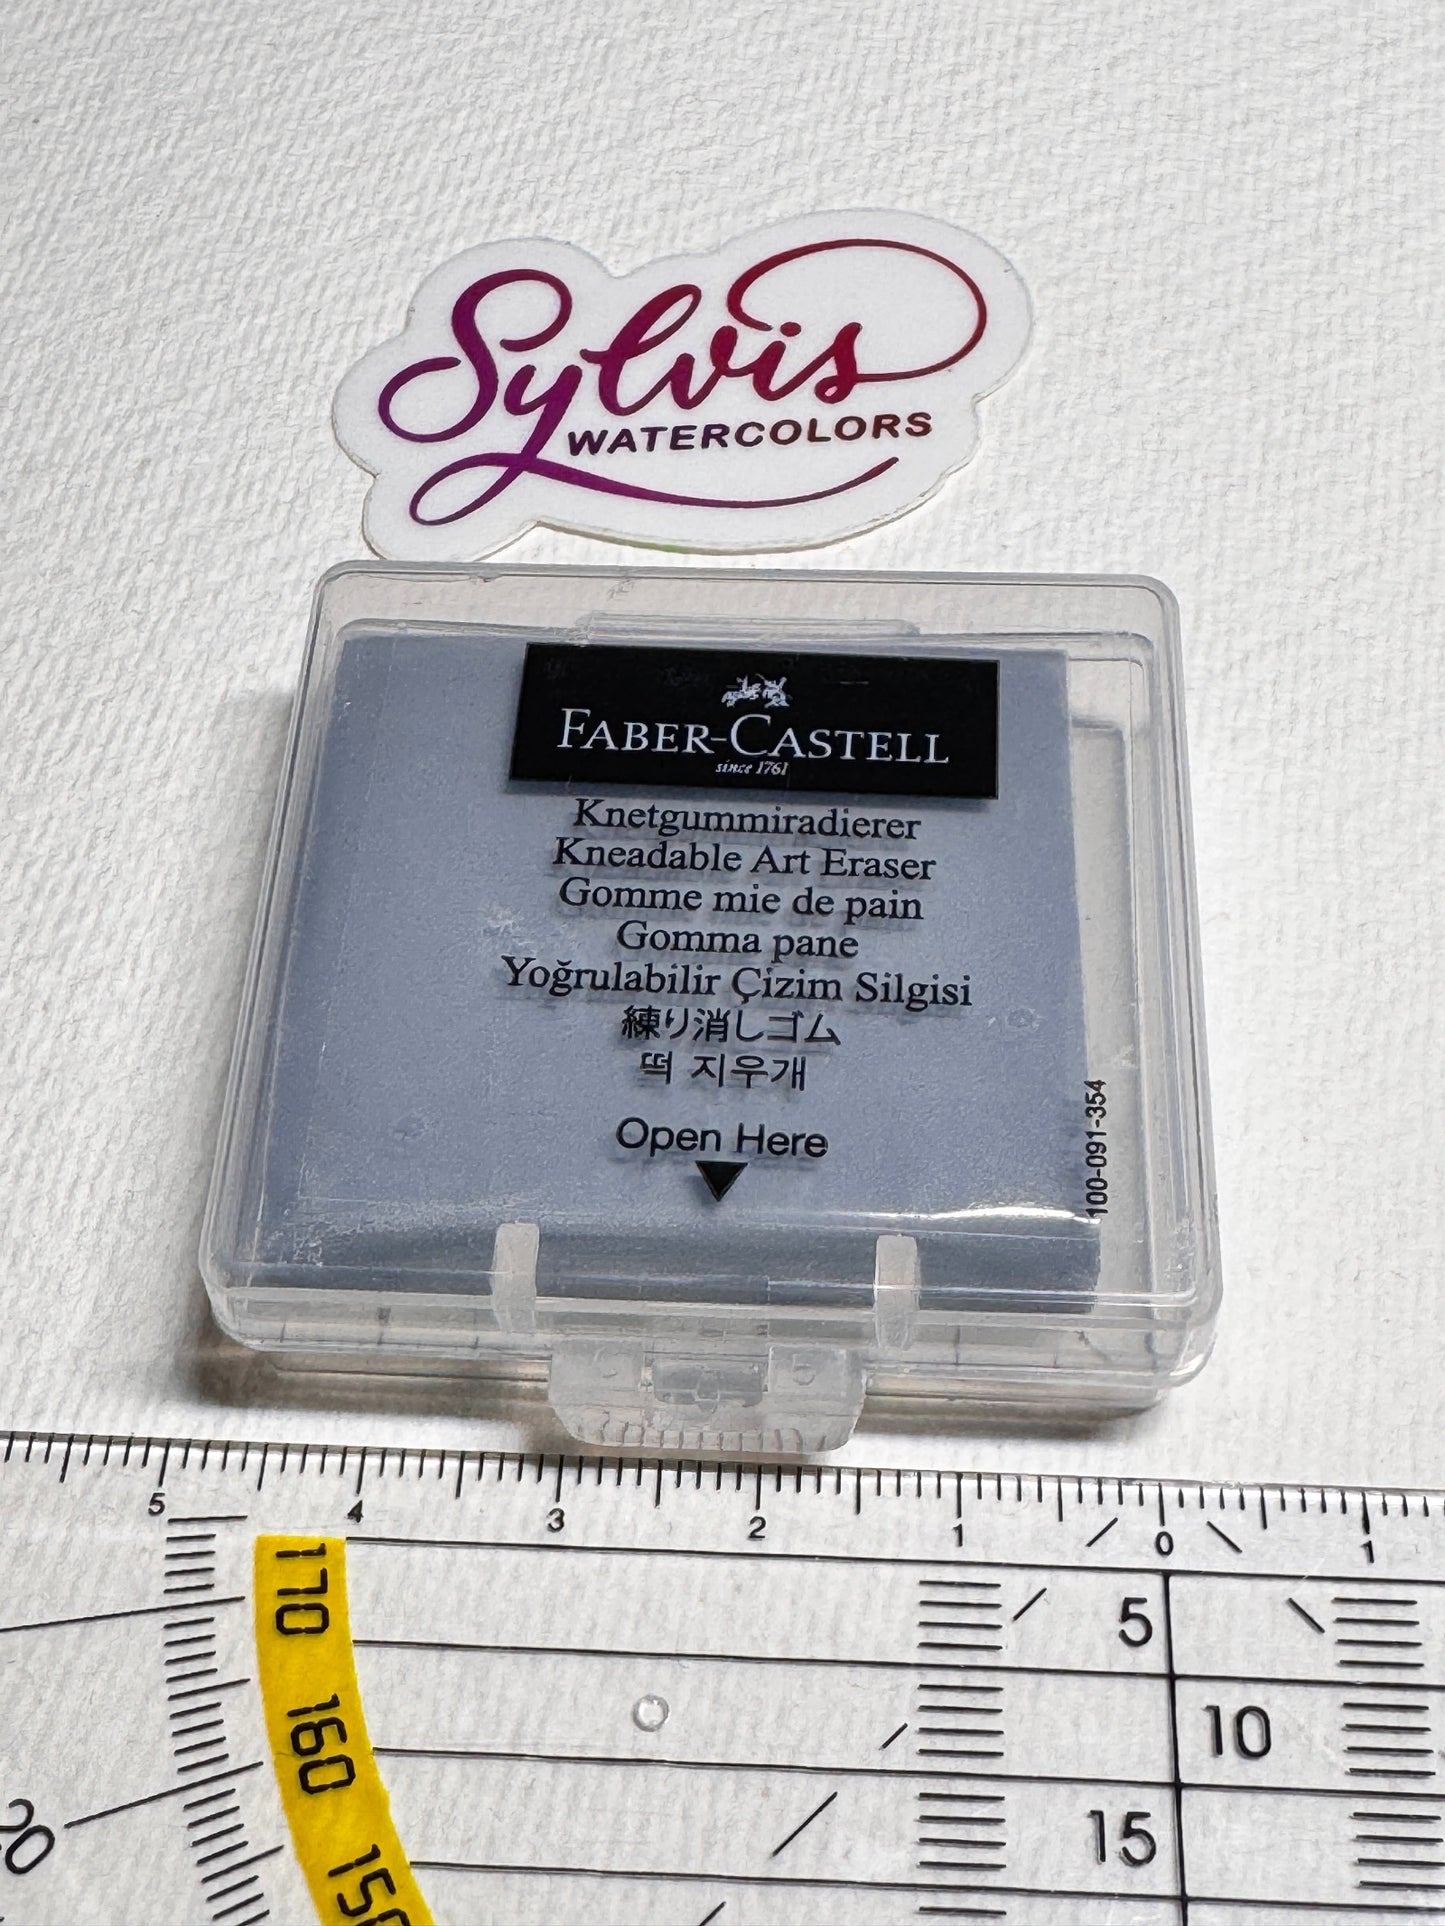 Sylvis
WATERCOLORS
FABER-CASTELL
since 1761
Knetgummiradierer
Kneadable Art Eraser
Gomme mie de pain
Gomma pane
Yoğrulabilir Çizim Silgisi
練り消しゴム
떡 지우개
Open Here
100-091-354
5 4 3 2 1 0 1
170
5
160
10
20
15
150